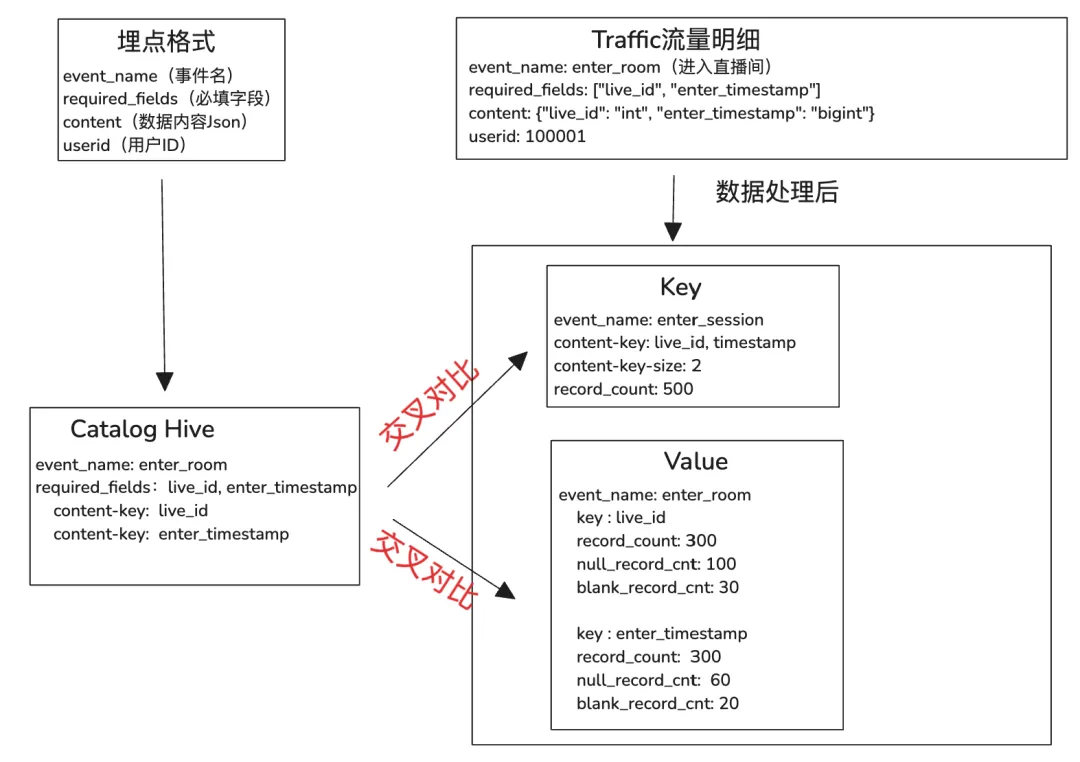 埋点格式
event_name（事件名）
required_fields（必填字段）
content（数据内容Json）
userid（用户ID）
Traffic流量明细
event_name: enter_room（进入直播间）
required_fields: ["live_id", "enter_timestamp"]
content: {"live_id": "int", "enter_timestamp": "bigint"}
userid: 100001
数据处理后
Catalog Hive
event_name: enter_room
required_fields： live_id, enter_timestamp
content-key: live_id
content-key: enter_timestamp
交叉对比
交叉对比
Key
event_name: enter_session
content-key: live_id, timestamp
content-key-size: 2
record_count: 500
Value
event_name: enter_room
key : live_id
record_count: 300
null_record_cnt: 100
blank_record_cnt: 30
key : enter_timestamp
record_count: 300
null_record_cnt: 60
blank_record_cnt: 20